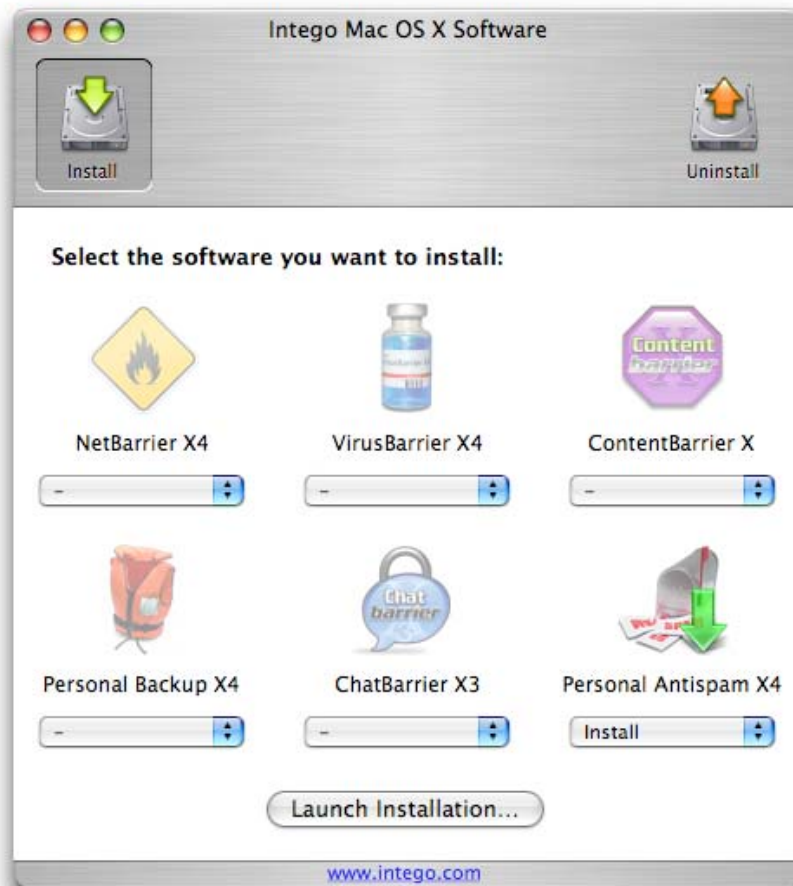 Intego Mac OS X Software
Install
Uninstall
Select the software you want to install:
Content
barrier
NetBarrier X4
VirusBarrier X4
ContentBarrier X
-
-
-
Chat
barrier
Personal Backup X4
ChatBarrier X3
Personal Antispam X4
-
-
Install
Launch Installation...
www.intego.com